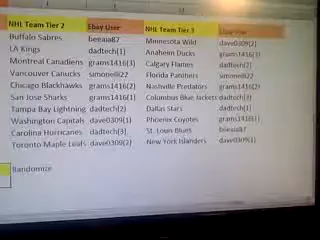 NHL Team Tier 2 Ebay User NHL Team Tier 3 Ebay User
Buffalo Sabres beeaia87 Minnesota Wild dave0309(2)
LA Kings dadtech(1) Anaheim Ducks grams1416(3)
Montreal Canadiens grams1416(3) Calgary Flames dadtech(2)
Vancouver Canucks simonelli22 Florida Panthers simonelli22
Chicago Blackhawks grams1416(2) Nashville Predators grams1416(2)
San Jose Sharks grams1416(1) Columbus Blue Jackets dadtech(3)
Tampa Bay Lightning dadtech(2) Dallas Stars dadtech(1)
Washington Capitals dave0309(1) Phoenix Coyotes grams1416(1)
Carolina Hurricanes dadtech(3) St. Louis Blues beeaia87
Toronto Maple Leafs dave0309(2) New York Islanders dave0309(1)
Randomize